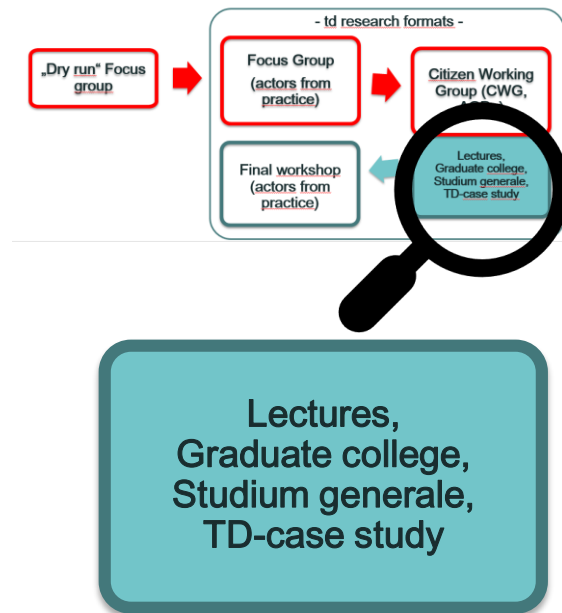 - td research formats -
„Dry run“ Focus
group
Focus Group
(actors from
practice)
Citizen Working
Group (CWG,
Final workshop
(actors from
practice)
Lectures,
Graduate college,
Studium generale,
TD-case study
Lectures,
Graduate college,
Studium generale,
TD-case study